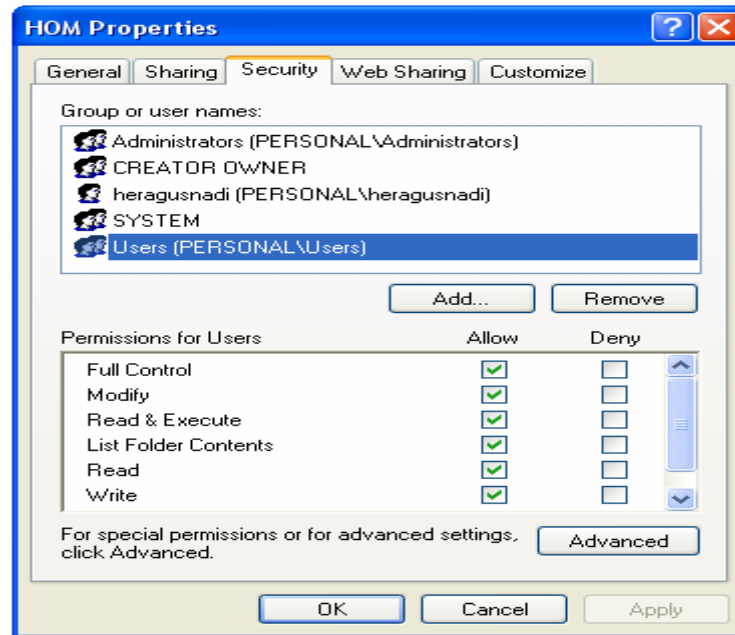 HOM Properties
General Sharing Security Web Sharing Customize
Group or user names:
Administrators (PERSONAL\Administrators)
CREATOR OWNER
heragusnadi (PERSONAL\heragusnadi)
SYSTEM
Users (PERSONAL\Users)
Add... Remove
Permissions for Users Allow Deny
Full Control
Modify
Read & Execute
List Folder Contents
Read
Write
For special permissions or for advanced settings,
click Advanced. Advanced
OK Cancel Apply